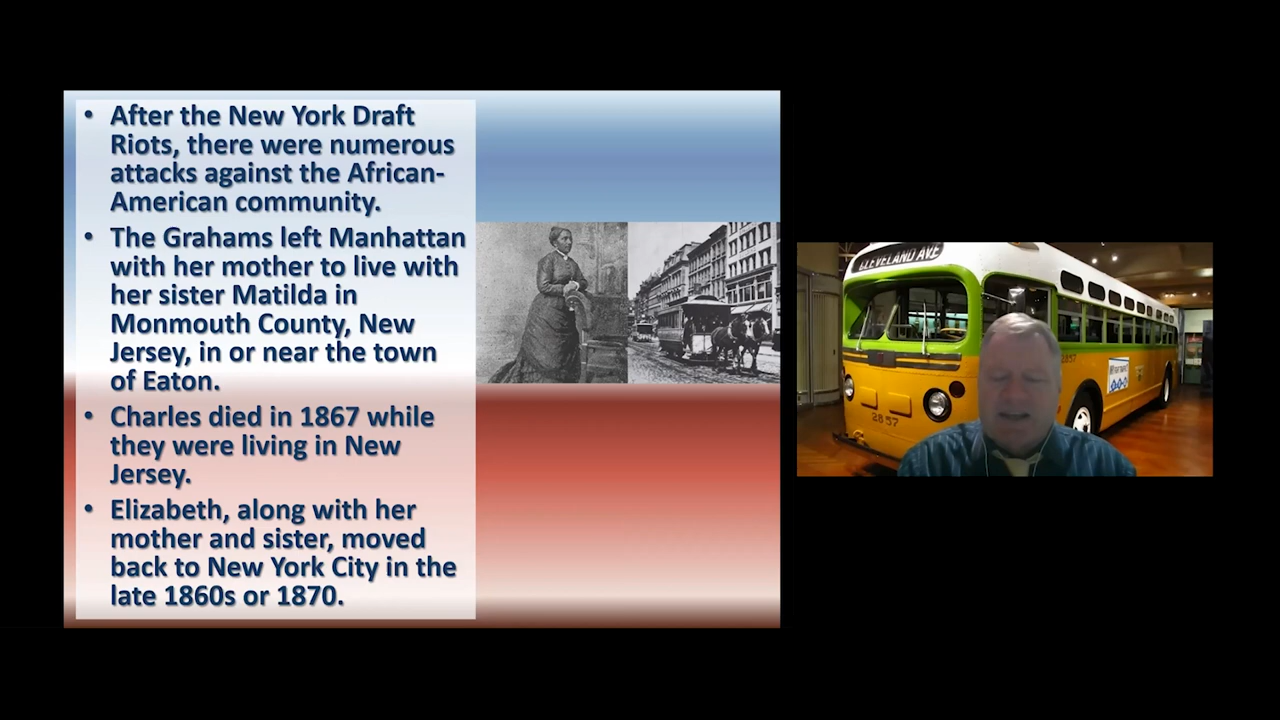 • After the New York Draft
Riots, there were numerous
attacks against the African-
American community.
• The Grahams left Manhattan
with her mother to live with
her sister Matilda in
Monmouth County, New
Jersey, in or near the town
of Eaton.
• Charles died in 1867 while
they were living in New
Jersey.
• Elizabeth, along with her
mother and sister, moved
back to New York City in the
late 1860s or 1870.
CLEVELAND AVE
2857
2857